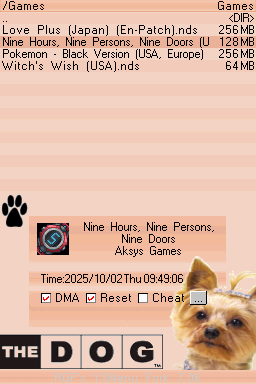 /Games Games
.. <DIR>
Love Plus (Japan) (En-Patch).nds 256MB
Nine Hours, Nine Persons, Nine Doors (U 128MB
Pokemon - Black Version (USA, Europe) 256MB
Witch's Wish (USA).nds 64MB
Nine Hours, Nine Persons,
Nine Doors
Aksys Games
Time:2025/10/02 Thu 09:49:06
DMA Reset Cheat ...
THE DOG